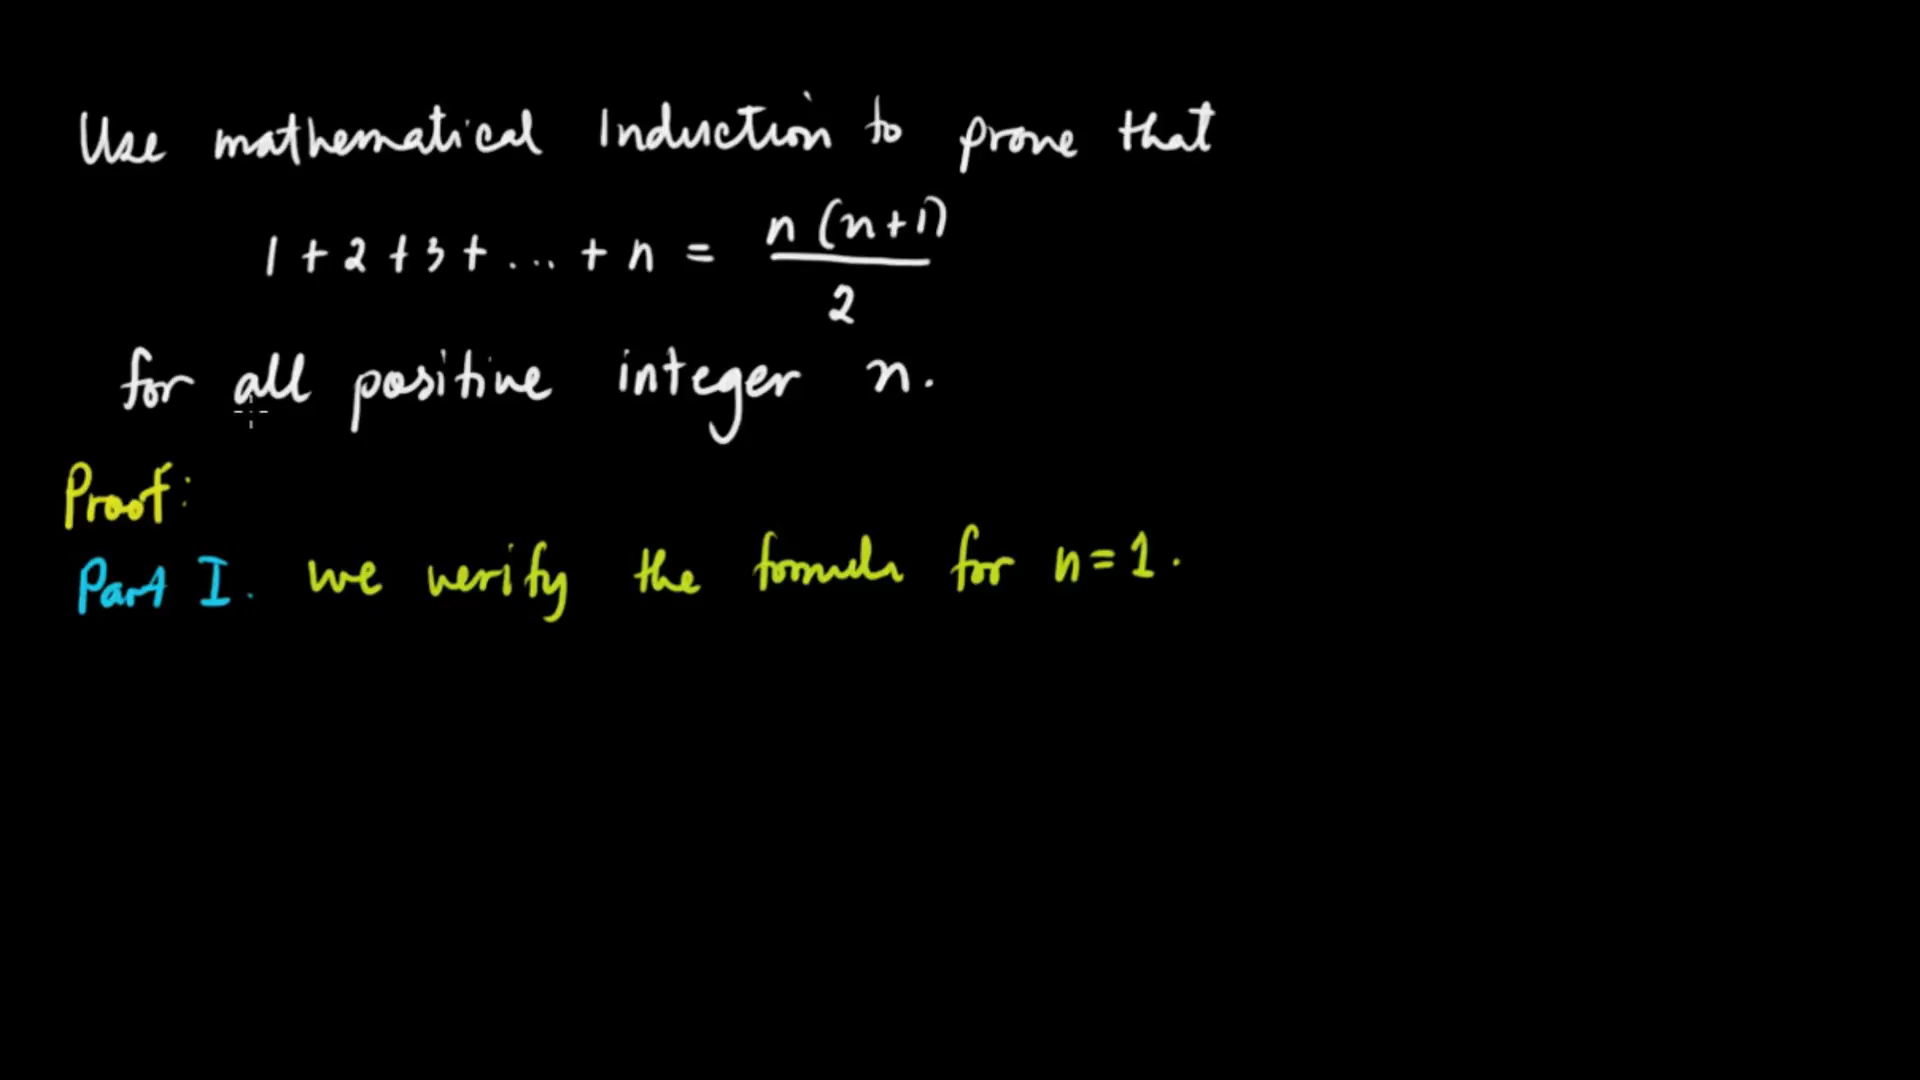 Use mathematical Induction to prove that
1 + 2 + 3 + ... + n = n (n+1) / 2
for all positive integer n.
Proof:
Part I. we verify the formula for n=1.